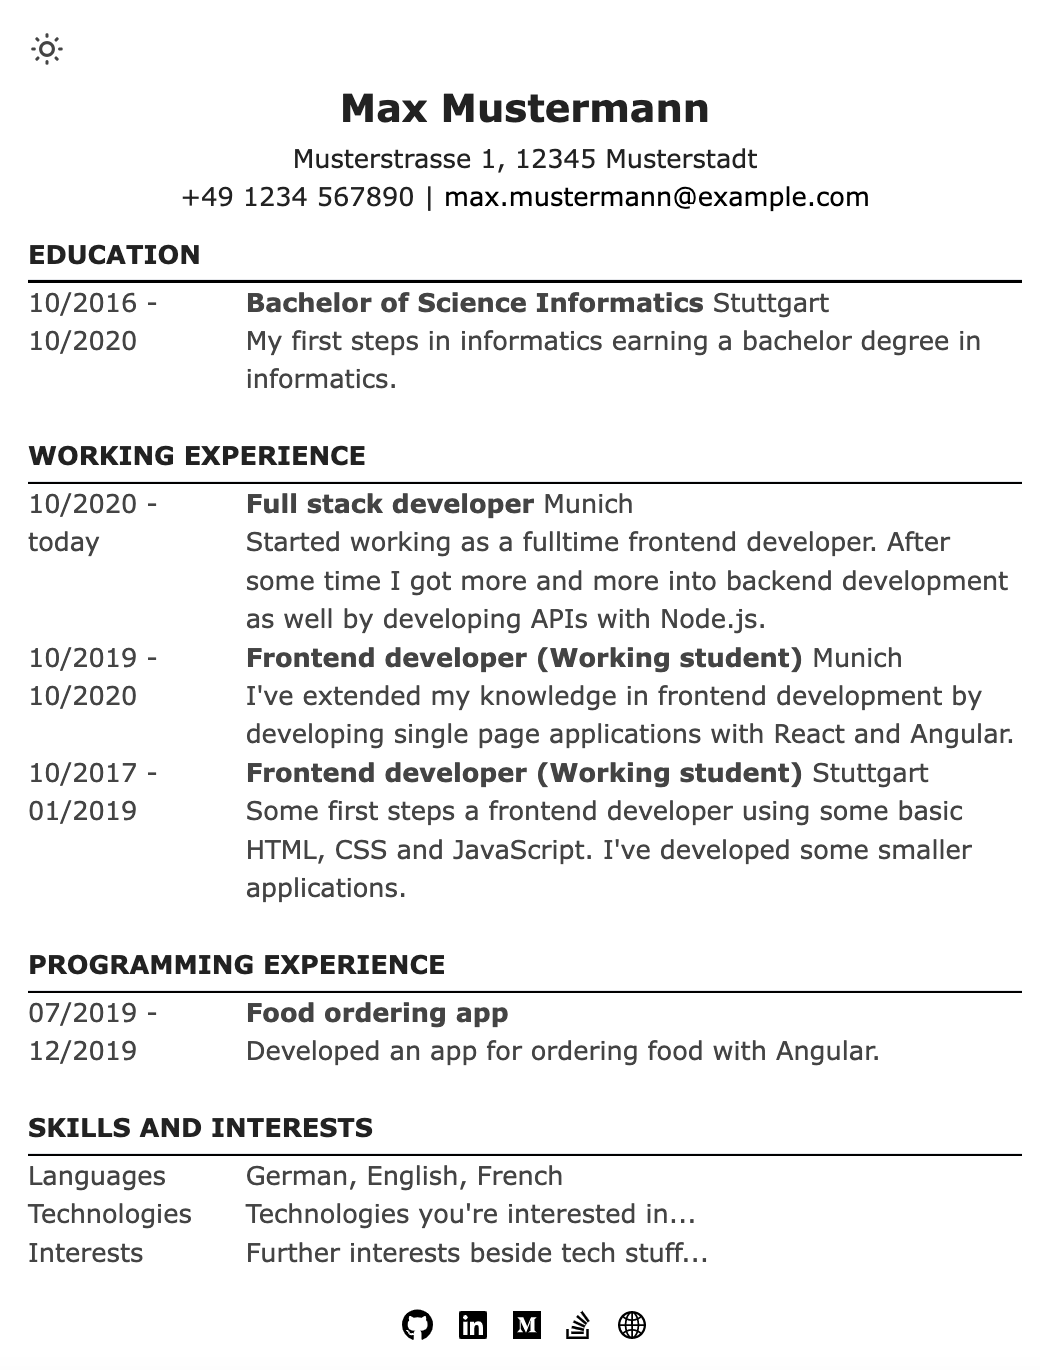 Max Mustermann
Musterstrasse 1, 12345 Musterstadt
+49 1234 567890 | max.mustermann@example.com
EDUCATION
10/2016 - Bachelor of Science Informatics Stuttgart
10/2020 My first steps in informatics earning a bachelor degree in
informatics.
WORKING EXPERIENCE
10/2020 - Full stack developer Munich
today Started working as a fulltime frontend developer. After
some time I got more and more into backend development
as well by developing APIs with Node.js.
10/2019 - Frontend developer (Working student) Munich
10/2020 I've extended my knowledge in frontend development by
developing single page applications with React and Angular.
10/2017 - Frontend developer (Working student) Stuttgart
01/2019 Some first steps a frontend developer using some basic
HTML, CSS and JavaScript. I've developed some smaller
applications.
PROGRAMMING EXPERIENCE
07/2019 - Food ordering app
12/2019 Developed an app for ordering food with Angular.
SKILLS AND INTERESTS
Languages German, English, French
Technologies Technologies you're interested in...
Interests Further interests beside tech stuff...